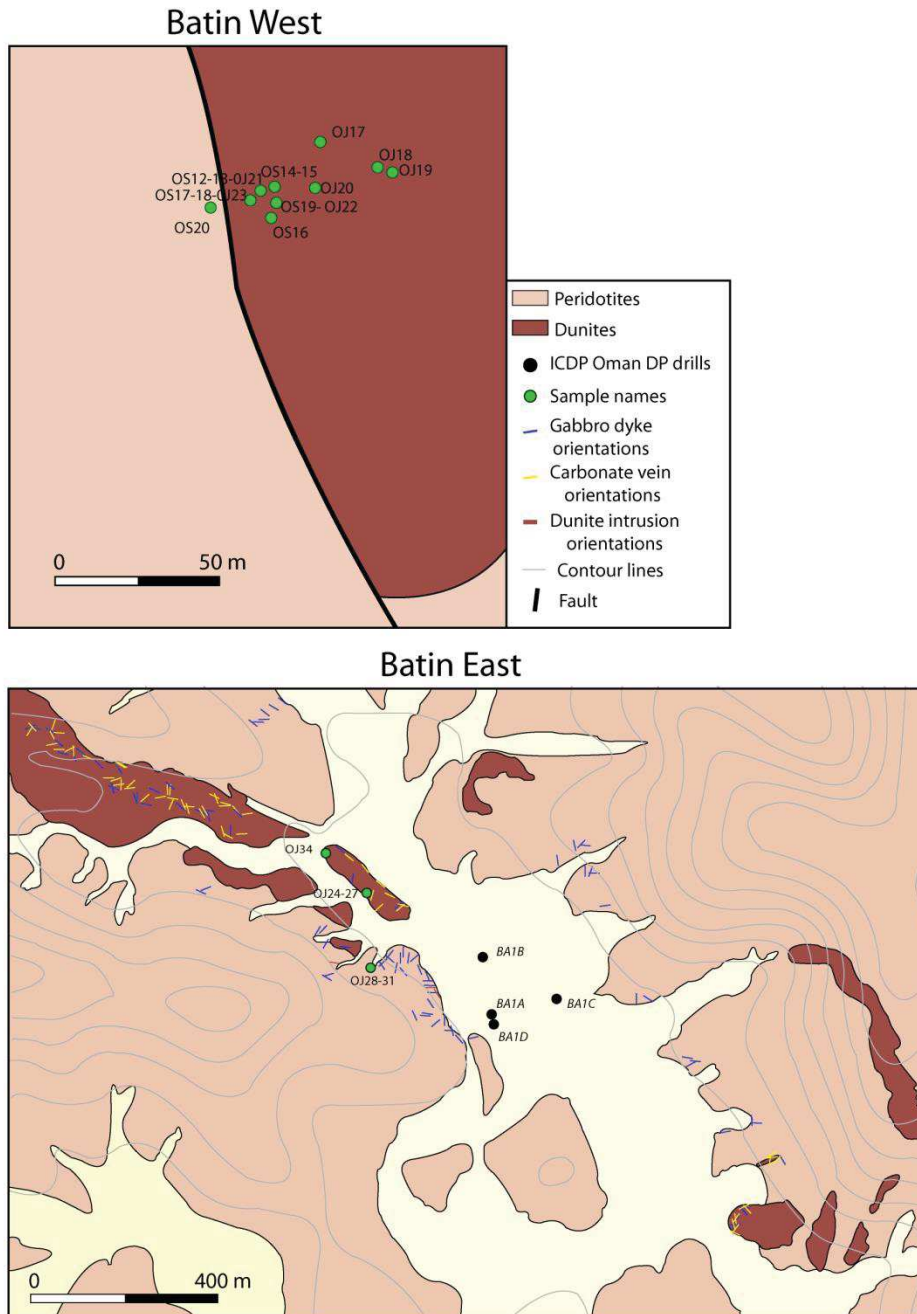 Batin West
OJ17
OJ18
OJ19
OS12-13-0J21
OS14-15
OJ20
OS17-18-0J23
OS19- OJ22
OS20
OS16
0
50 m
Peridotites
Dunites
ICDP Oman DP drills
Sample names
Gabbro dyke
orientations
Carbonate vein
orientations
Dunite intrusion
orientations
Contour lines
Fault
Batin East
OJ34
OJ24-27
OJ28-31
BA1B
BA1A
BA1C
BA1D
0
400 m